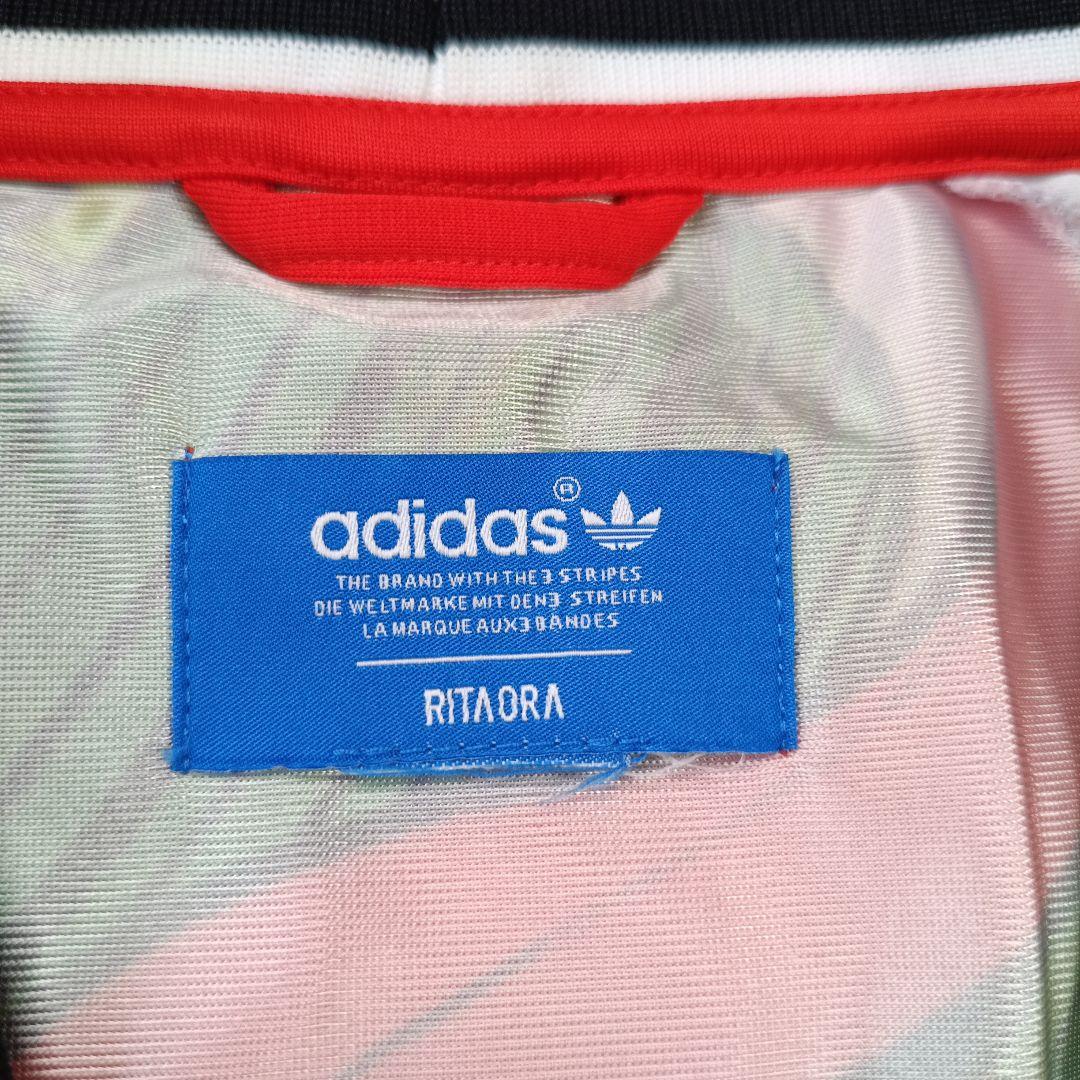 adidas®
THE BRAND WITH THE 3 STRIPES
DIE WELTMARKE MIT DEN 3 STREIFEN
LA MARQUE AUX 3 BANDES
RITA ORA